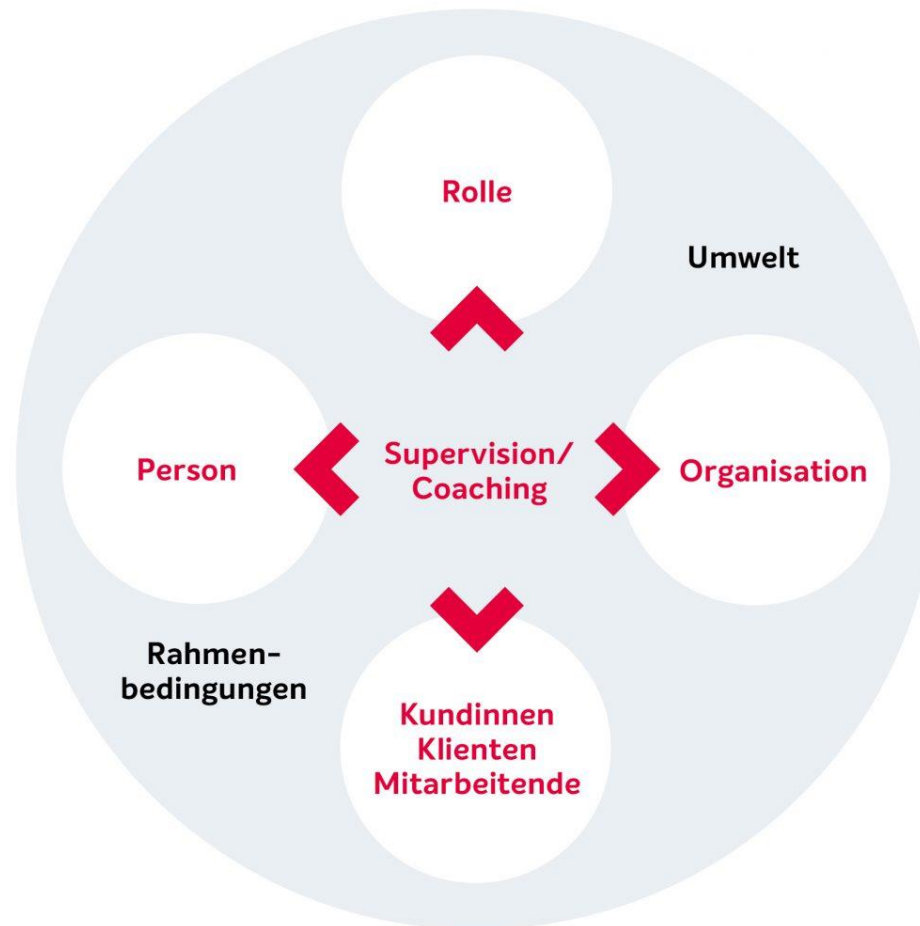 Rolle
Umwelt
Person
Supervision/
Coaching
Organisation
Rahmen-
bedingungen
Kundinnen
Klienten
Mitarbeitende